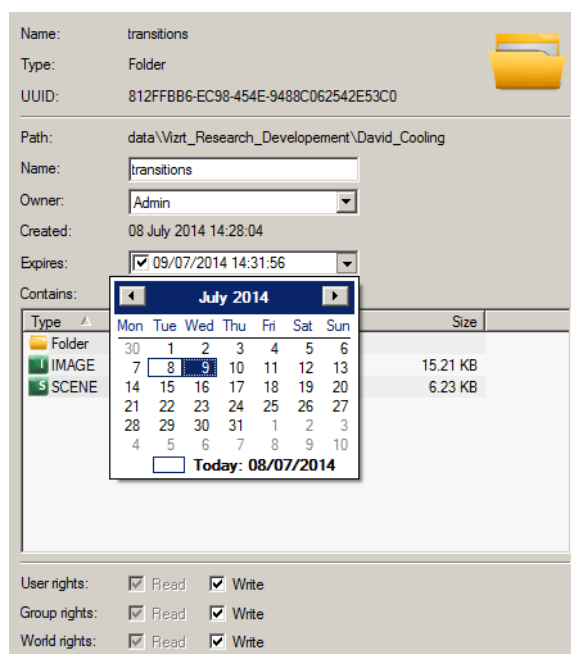 Name: transitions
Type: Folder
UUID: 812FFBB6-EC98-454E-9488C062542E53C0
Path: data\Vizrt_Research_Developement\David_Cooling
Name: transitions
Owner: Admin
Created: 08 July 2014 14:28:04
Expires: 09/07/2014 14:31:56
Contains:
July 2014
Type Size
Mon Tue Wed Thu Fri Sat Sun
Folder
30 1 2 3 4 5 6
I IMAGE 15.21 KB
7 8 9 10 11 12 13
S SCENE 6.23 KB
14 15 16 17 18 19 20
21 22 23 24 25 26 27
28 29 30 31 1 2 3
4 5 6 7 8 9 10
Today: 08/07/2014
User rights: Read Write
Group rights: Read Write
World rights: Read Write